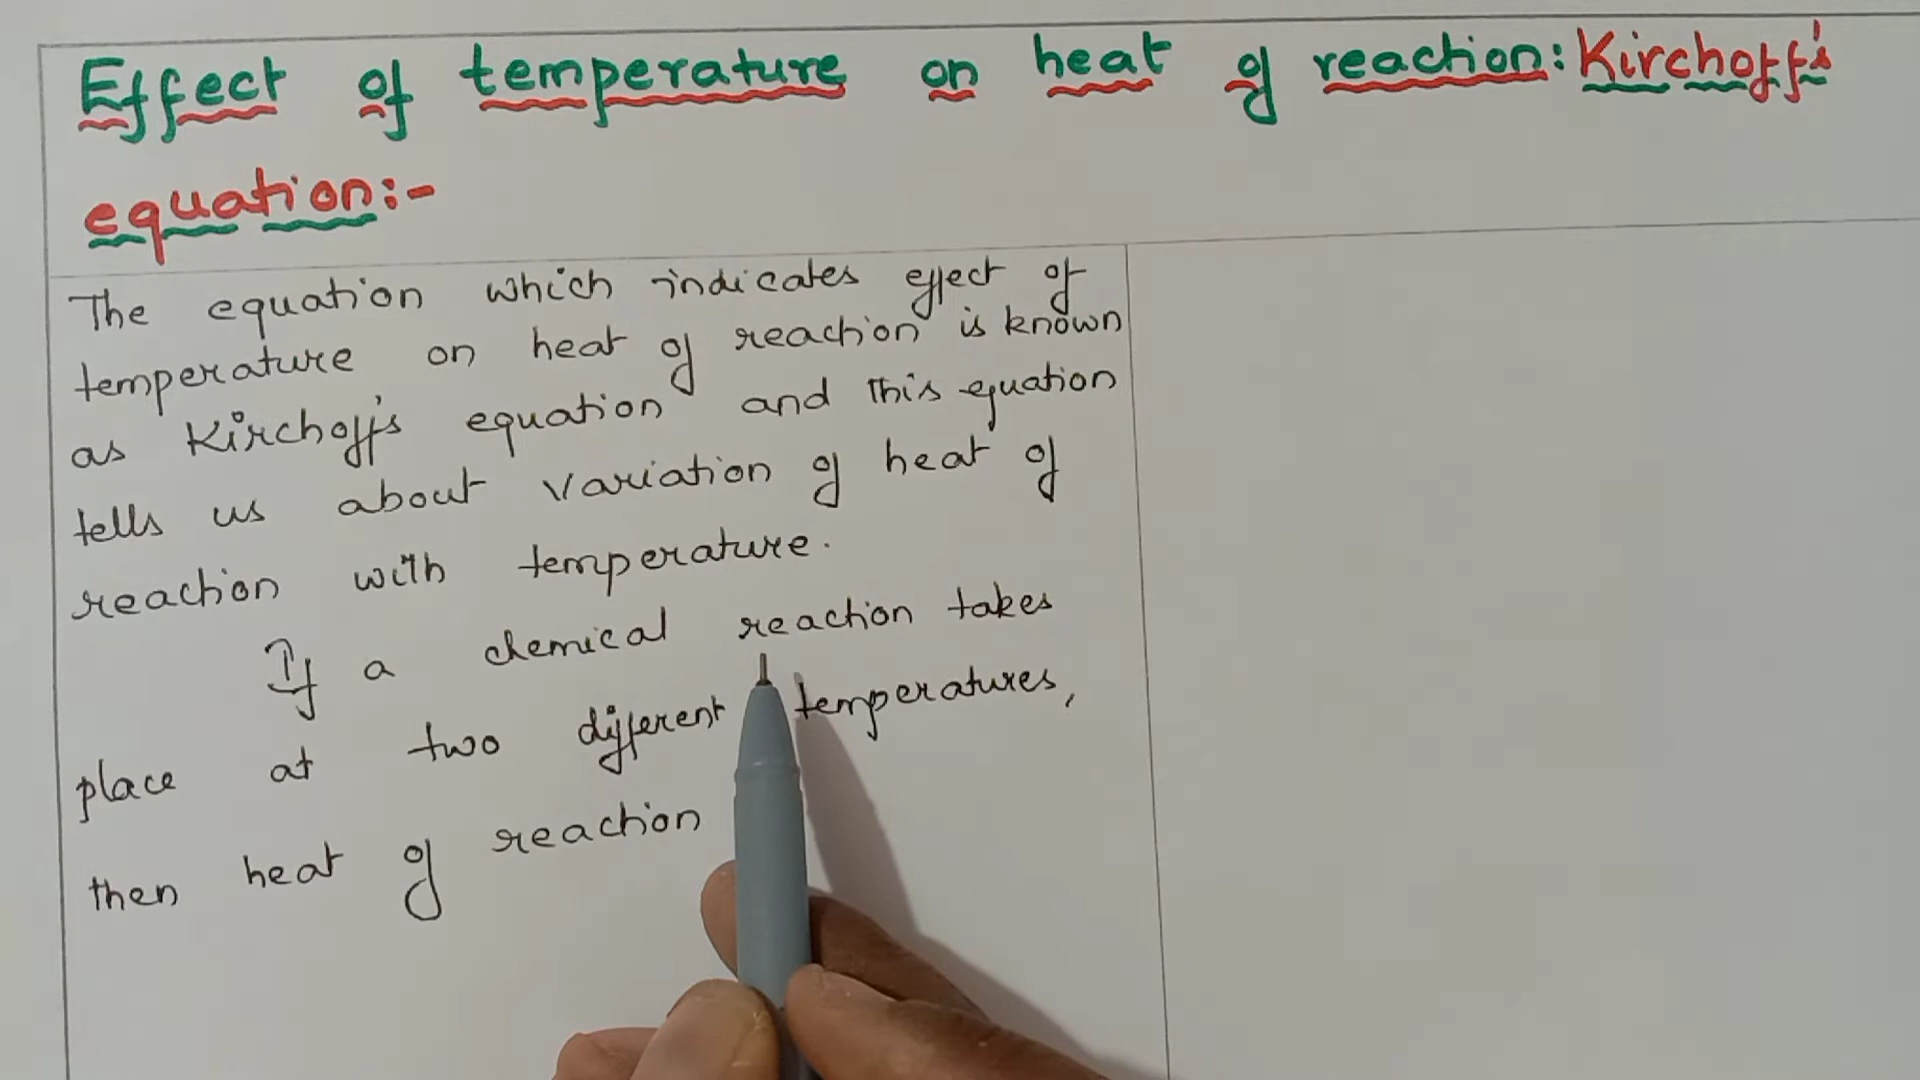 Effect of temperature on heat of reaction: Kirchoff's
equation:-
The equation which indicates effect of
temperature on heat of reaction is known
as Kirchoff's equation and this equation
tells us about variation of heat of
reaction with temperature.
If a chemical reaction takes
place at two different temperatures,
then heat of reaction